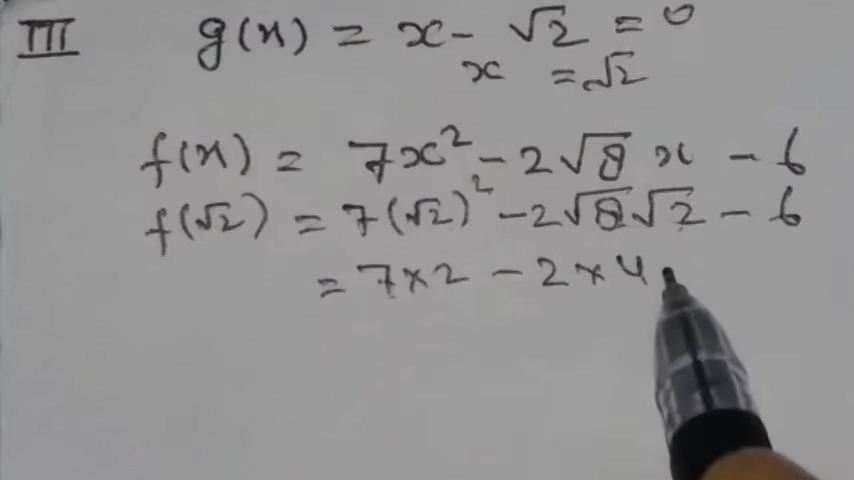 III g(x) = x - √2 = 0
x = √2
f(x) = 7x² - 2√8 x - 6
f(√2) = 7(√2)² - 2√8√2 - 6
= 7×2 - 2×4